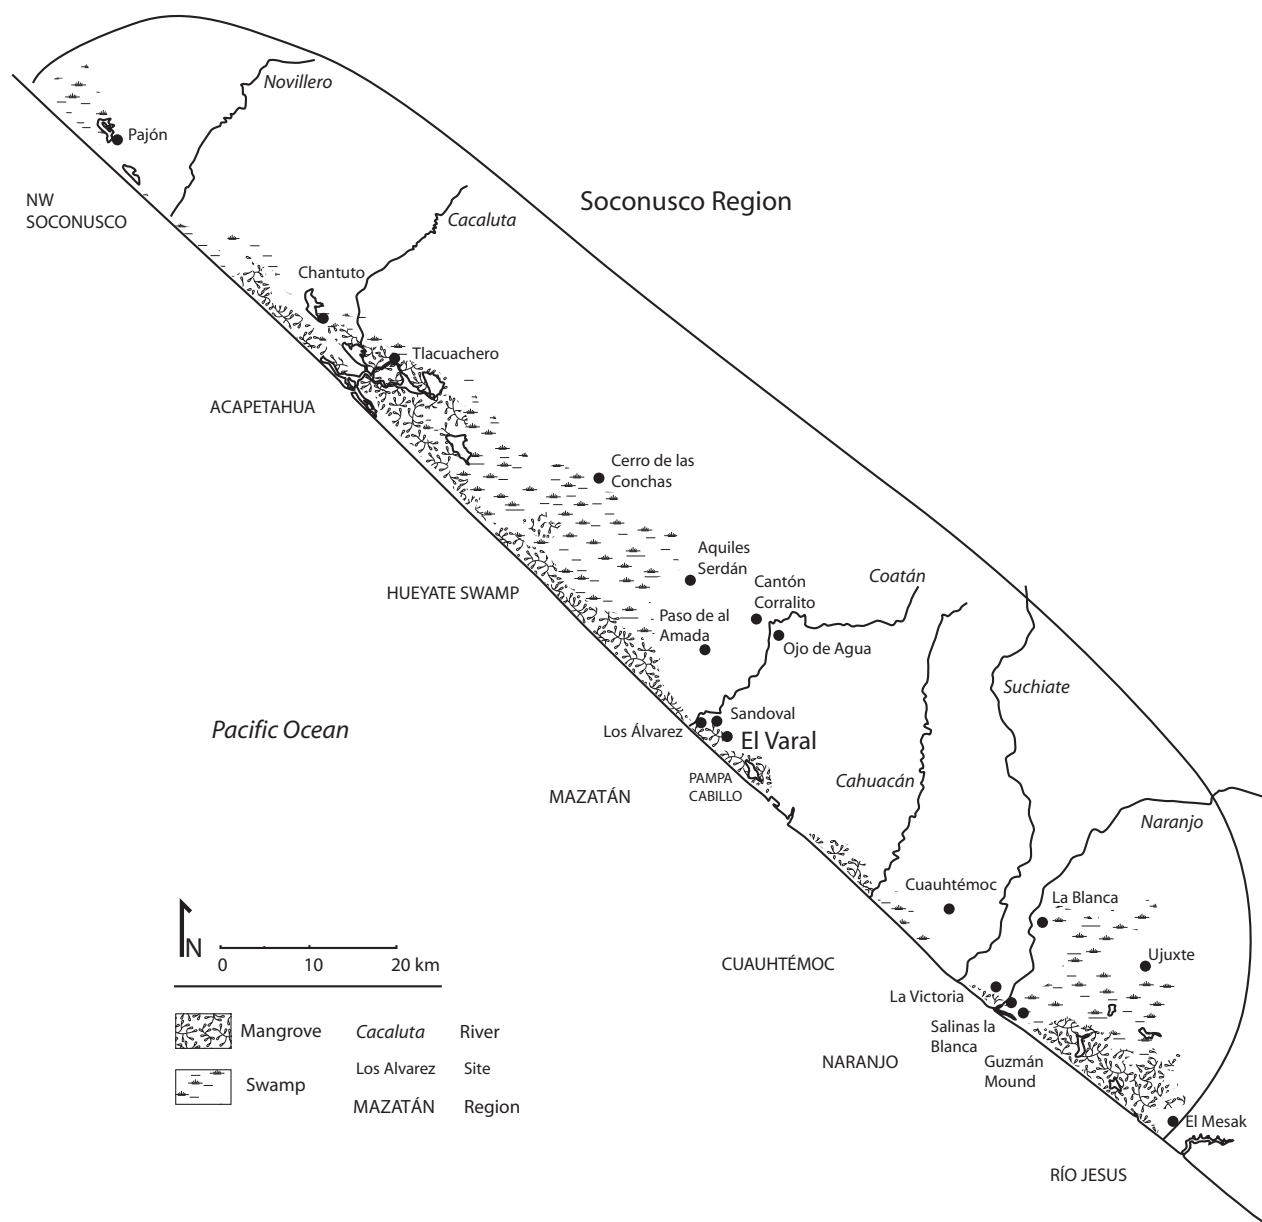 Novillero
Pajón
NW
SOCONUSCO
Soconusco Region
Cacaluta
Chantuto
Tlacuachero
ACAPETAHUA
Cerro de las
Conchas
Aquiles
Serdán
HUEYATE SWAMP
Cantón
Corralito
Coatán
Paso de al
Amada
Ojo de Agua
Suchiate
Pacific Ocean
Los Álvarez
Sandoval
El Varal
PAMPA
CABILLO
MAZATÁN
Cahuacán
Naranjo
Cuauhtémoc
La Blanca
N
0 10 20 km
CUAUHTÉMOC
Ujuxte
La Victoria
Salinas la
Blanca
Guzmán
Mound
NARANJO
El Mesak
RÍO JESUS
Mangrove
Cacaluta River
Los Alvarez Site
Swamp
MAZATÁN Region